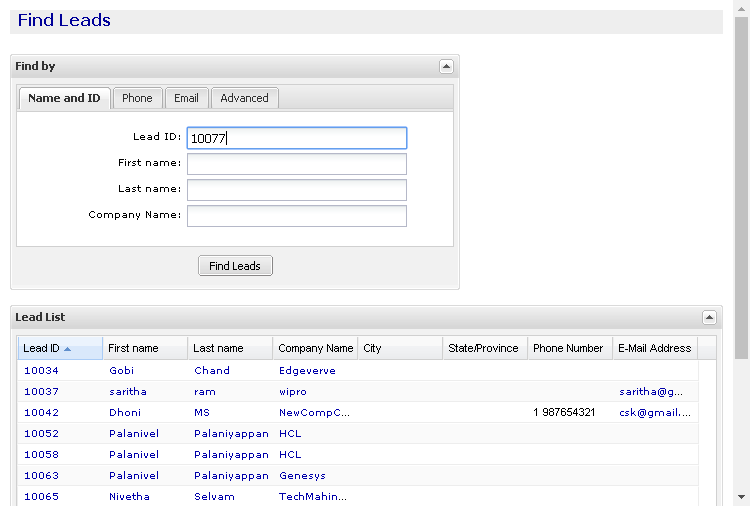 Find Leads
Find by
Name and ID Phone Email Advanced
Lead ID: 10077
First name:
Last name:
Company Name:
Find Leads
Lead List
Lead ID First name Last name Company Name City State/Province Phone Number E-Mail Address
10034 Gobi Chand Edgeverve
10037 saritha ram wipro saritha@g...
10042 Dhoni MS NewCompC... 1 987654321 csk@gmail....
10052 Palanivel Palaniyappan HCL
10058 Palanivel Palaniyappan HCL
10063 Palanivel Palaniyappan Genesys
10065 Nivetha Selvam TechMahin...